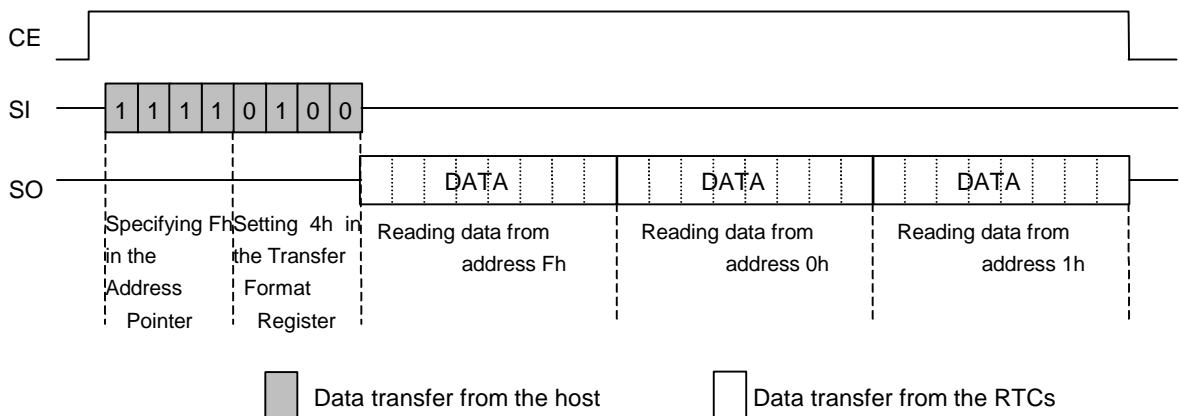 CE
SI 1 1 1 1 0 1 0 0
SO DATA DATA DATA
Specifying Fh
in the
Address
Pointer
Setting 4h in
the Transfer
Format
Register
Reading data from
address Fh
Reading data from
address 0h
Reading data from
address 1h
Data transfer from the host
Data transfer from the RTCs